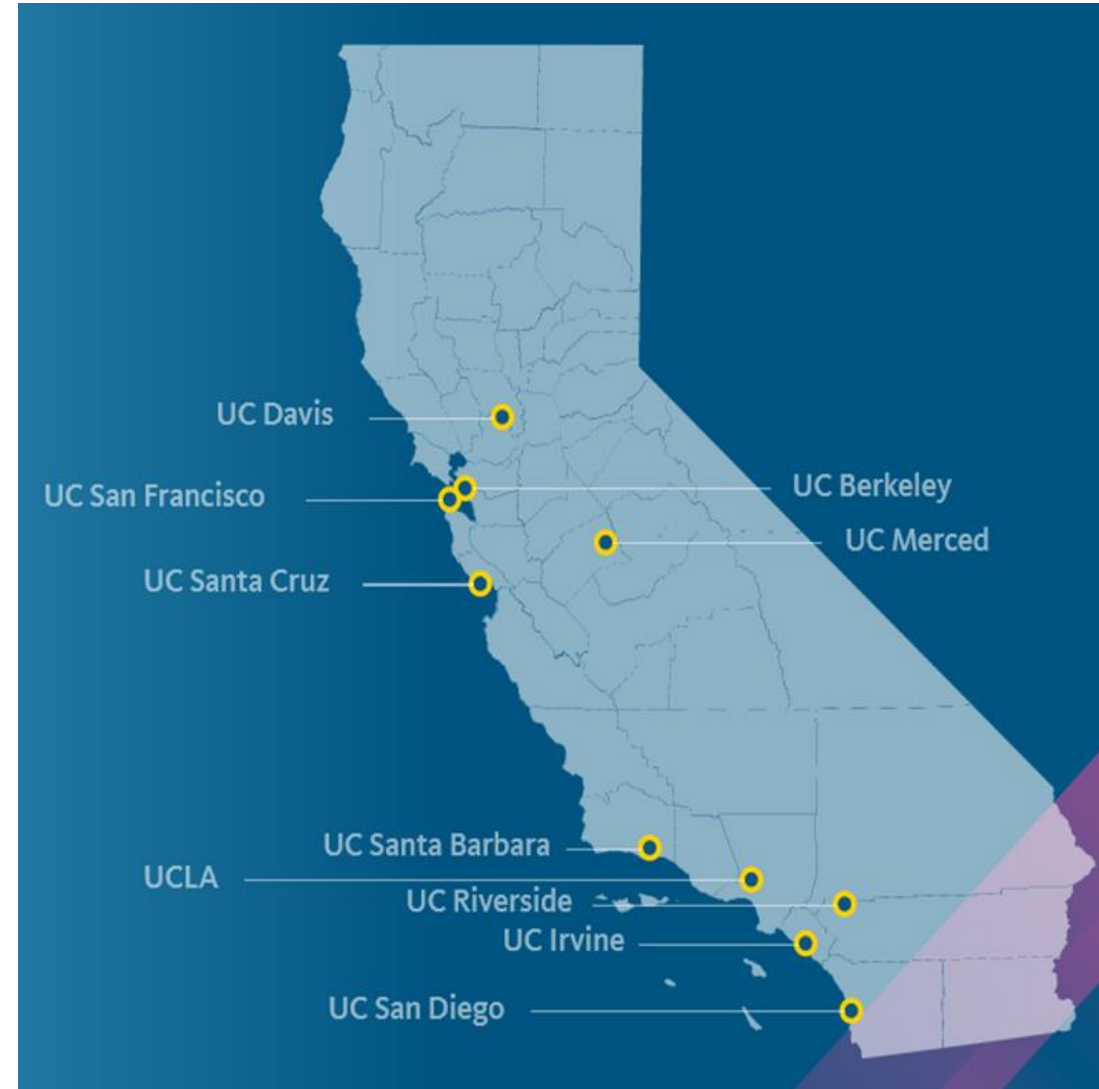 UC Davis
UC Berkeley
UC San Francisco
UC Merced
UC Santa Cruz
UC Santa Barbara
UCLA
UC Riverside
UC Irvine
UC San Diego